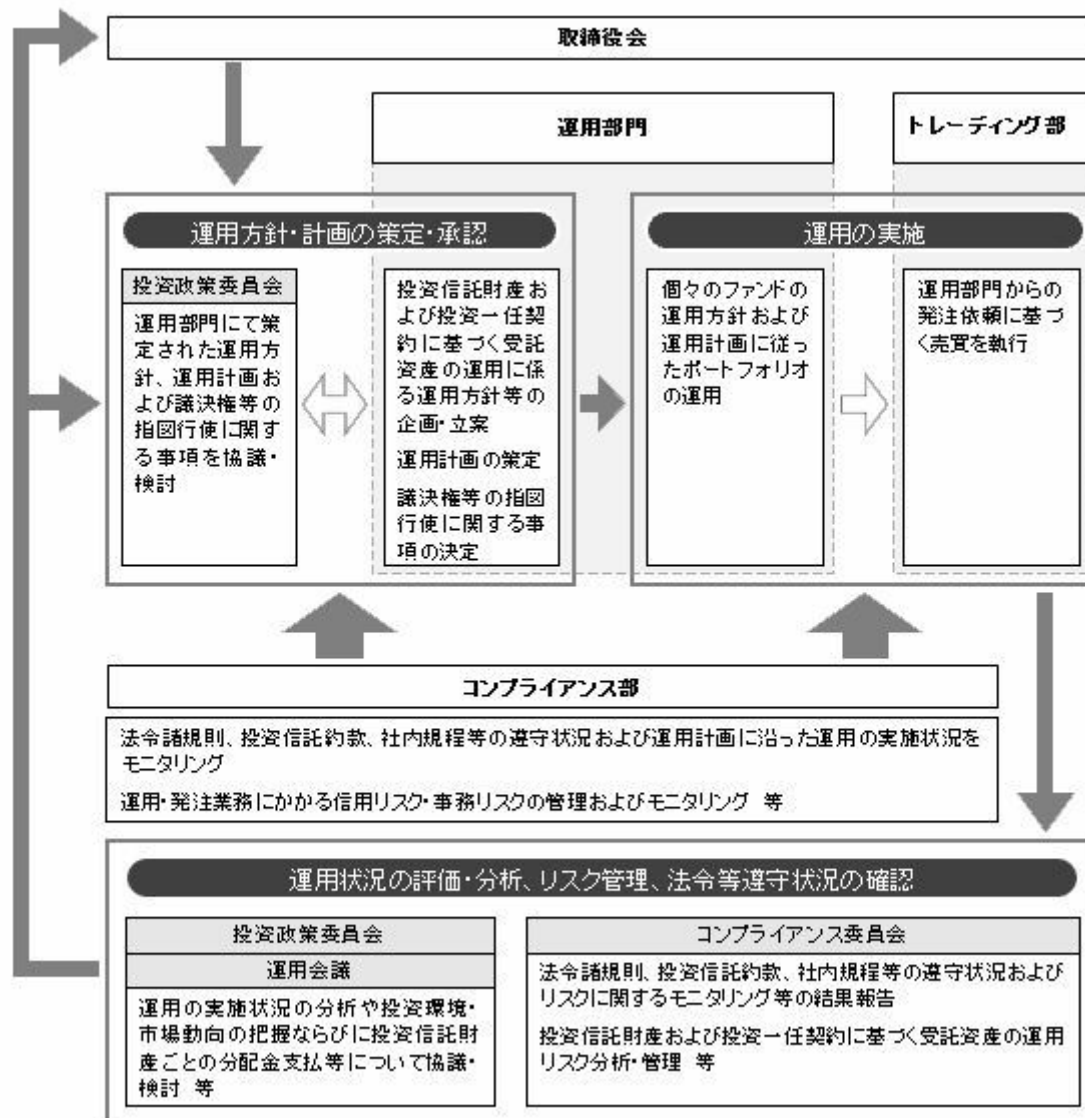 取締役会
運用部門
トレーディング部
運用方針・計画の策定・承認
投資政策委員会
運用部門にて策
定された運用方
針、運用計画お
よび議決権等の
指図行使に関す
る事項を協議・
検討
投資信託財産お
よび投資一任契
約に基づく受託
資産の運用に係
る運用方針等の
企画・立案
運用計画の策定
議決権等の指図
行使に関する事
項の決定
運用の実施
個々のファンドの
運用方針および
運用計画に従っ
たポートフォリオ
の運用
運用部門からの
発注依頼に基づ
く売買を執行
コンプライアンス部
法令諸規則、投資信託約款、社内規程等の遵守状況および運用計画に沿った運用の実施状況を
モニタリング
運用・発注業務にかかる信用リスク・事務リスクの管理およびモニタリング 等
運用状況の評価・分析、リスク管理、法令等遵守状況の確認
投資政策委員会
運用会議
運用の実施状況の分析や投資環境・
市場動向の把握ならびに投資信託財
産ごとの分配金支払等について協議・
検討 等
コンプライアンス委員会
法令諸規則、投資信託約款、社内規程等の遵守状況および
リスクに関するモニタリング等の結果報告
投資信託財産および投資一任契約に基づく受託資産の運用
リスク分析・管理 等